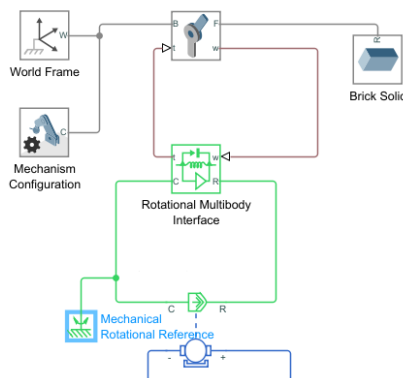 W
World Frame
B
F
t
w
R
Brick Solid
C
Mechanism
Configuration
t
w
C
R
Rotational Multibody
Interface
C
R
Mechanical
Rotational Reference
-
+